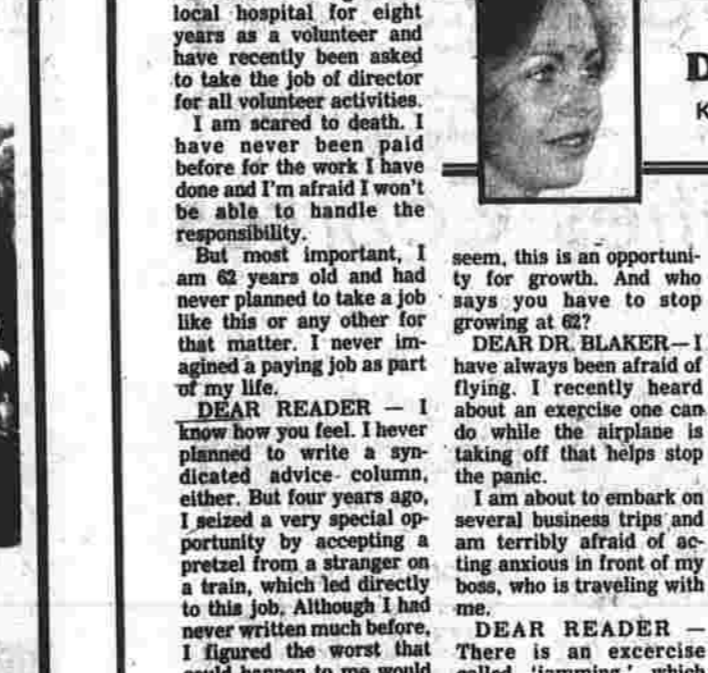 local hospital for eight
years as a volunteer and
have recently been asked
to take the job of director
for all volunteer activities.
I am scared to death. I
have never been paid
before for the work I have
done and I'm afraid I won't
be able to handle the
responsibility.
But most important, I
am 62 years old and had
never planned to take a job
like this or any other for
that matter. I never im-
agined a paying job as part
of my life.
DEAR READER — I
know how you feel. I never
planned to write a syn-
dicated advice column,
either. But four years ago,
I seized a very special op-
portunity by accepting a
pretzel from a stranger on
a train, which led directly
to this job. Although I had
never written much before,
I figured the worst that
could happen to me would
D
K
seem, this is an opportuni-
ty for growth. And who
says you have to stop
growing at 62?
DEAR DR. BLAKER — I
have always been afraid of
flying. I recently heard
about an exercise one can
do while the airplane is
taking off that helps stop
the panic.
I am about to embark on
several business trips and
am terribly afraid of ac-
ting anxious in front of my
boss, who is traveling with
me.
DEAR READER —
There is an excercise
called 'jamming,' which